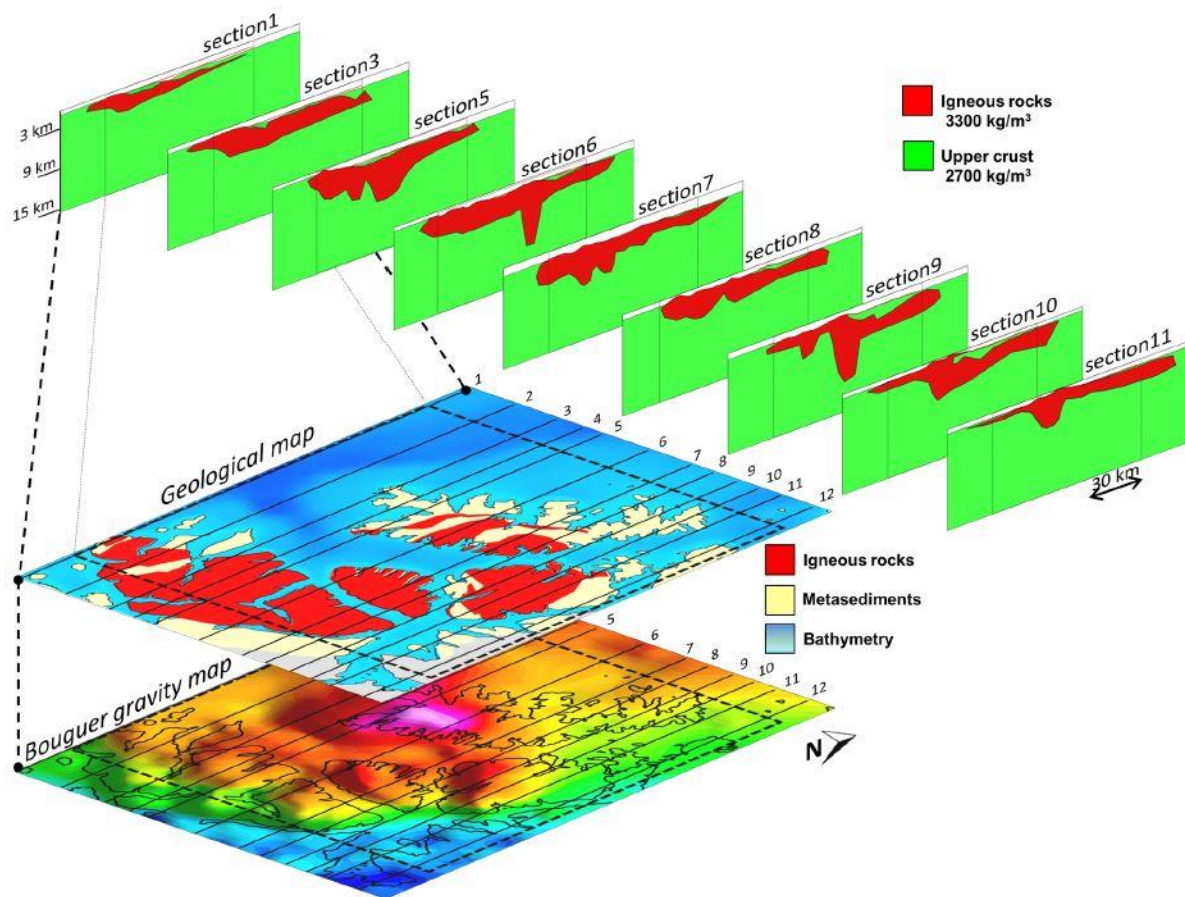 section1
section3
section5
section6
section7
section8
section9
section10
section11
3 km
9 km
15 km
Igneous rocks
3300 kg/m³
Upper crust
2700 kg/m³
30 km
Geological map
1
2
3
4
5
6
7
8
9
10
11
12
Igneous rocks
Metasediments
Bathymetry
Bouguer gravity map
5
6
7
8
9
10
11
12
N